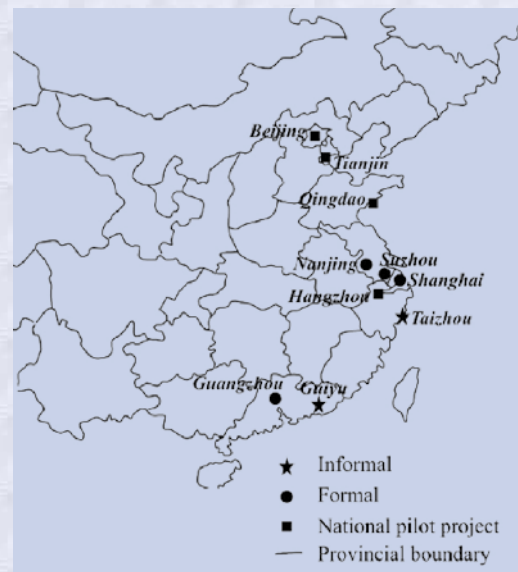 Beijing
Tianjin
Qingdao
Nanjing
Suzhou
Shanghai
Hangzhou
Taizhou
Guangzhou
Guiyu
Informal
Formal
National pilot project
Provincial boundary